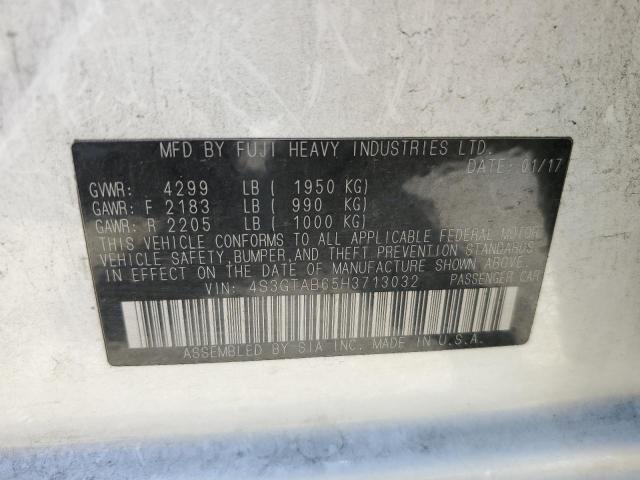 MFD BY FUJI HEAVY INDUSTRIES LTD.
DATE: 01/17
GVWR: 4299 LB ( 1950 KG)
GAWR: F 2183 LB ( 990 KG)
GAWR: R 2205 LB ( 1000 KG)
THIS VEHICLE CONFORMS TO ALL APPLICABLE FEDERAL MOTOR
VEHICLE SAFETY, BUMPER, AND THEFT PREVENTION STANDARDS
IN EFFECT ON THE DATE OF MANUFACTURE SHOWN ABOVE.
VIN: 4S3GTAB65H3713032 PASSENGER CAR
ASSEMBLED BY SIA INC. MADE IN U.S.A.